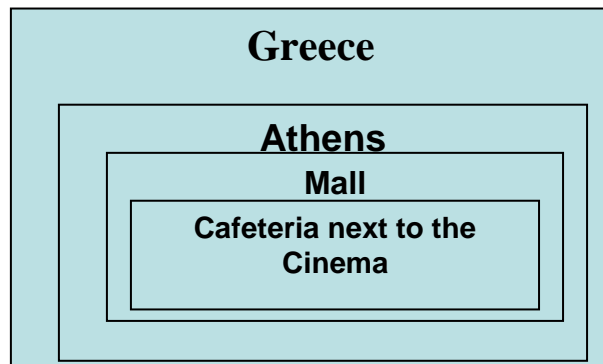 Greece
Athens
Mall
Cafeteria next to the
Cinema